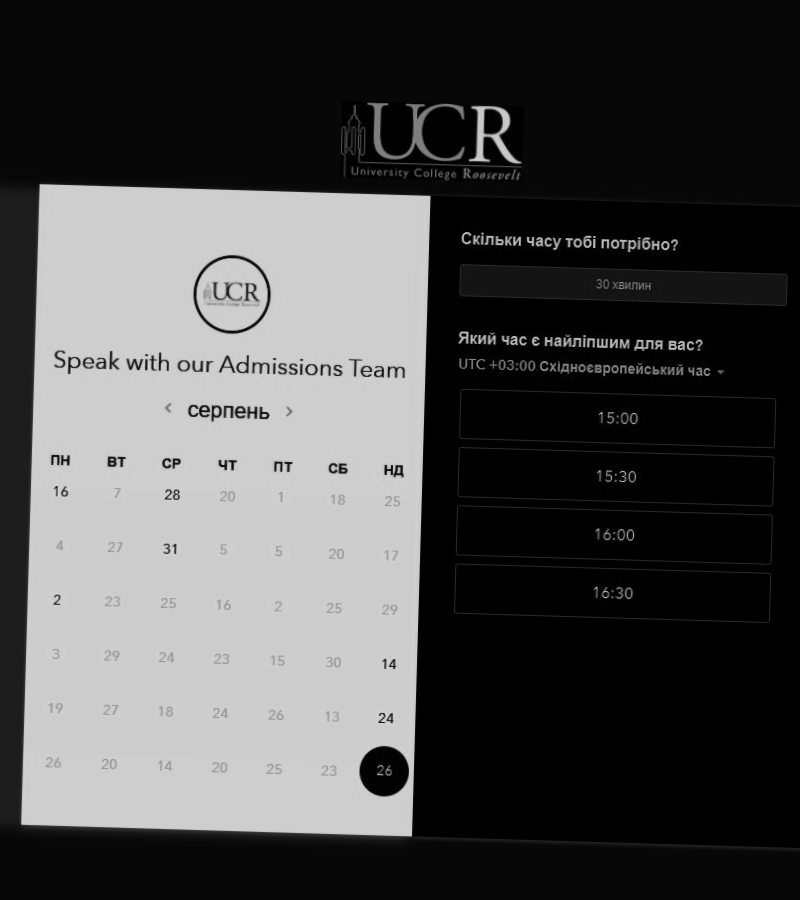 UCR
University College Roosevelt
UCR
University College Roosevelt
Speak with our Admissions Team
серпень
ПН ВТ СР ЧТ ПТ СБ НД
16 7 28 20 1 18 25
4 27 31 5 5 20 17
2 23 25 16 2 25 29
3 29 24 23 15 30 14
19 27 18 24 26 13 24
26 20 14 20 25 23 26
Скільки часу тобі потрібно?
30 хвилин
Який час є найліпшим для вас?
UTC +03:00 Східноєвропейський час
15:00
15:30
16:00
16:30